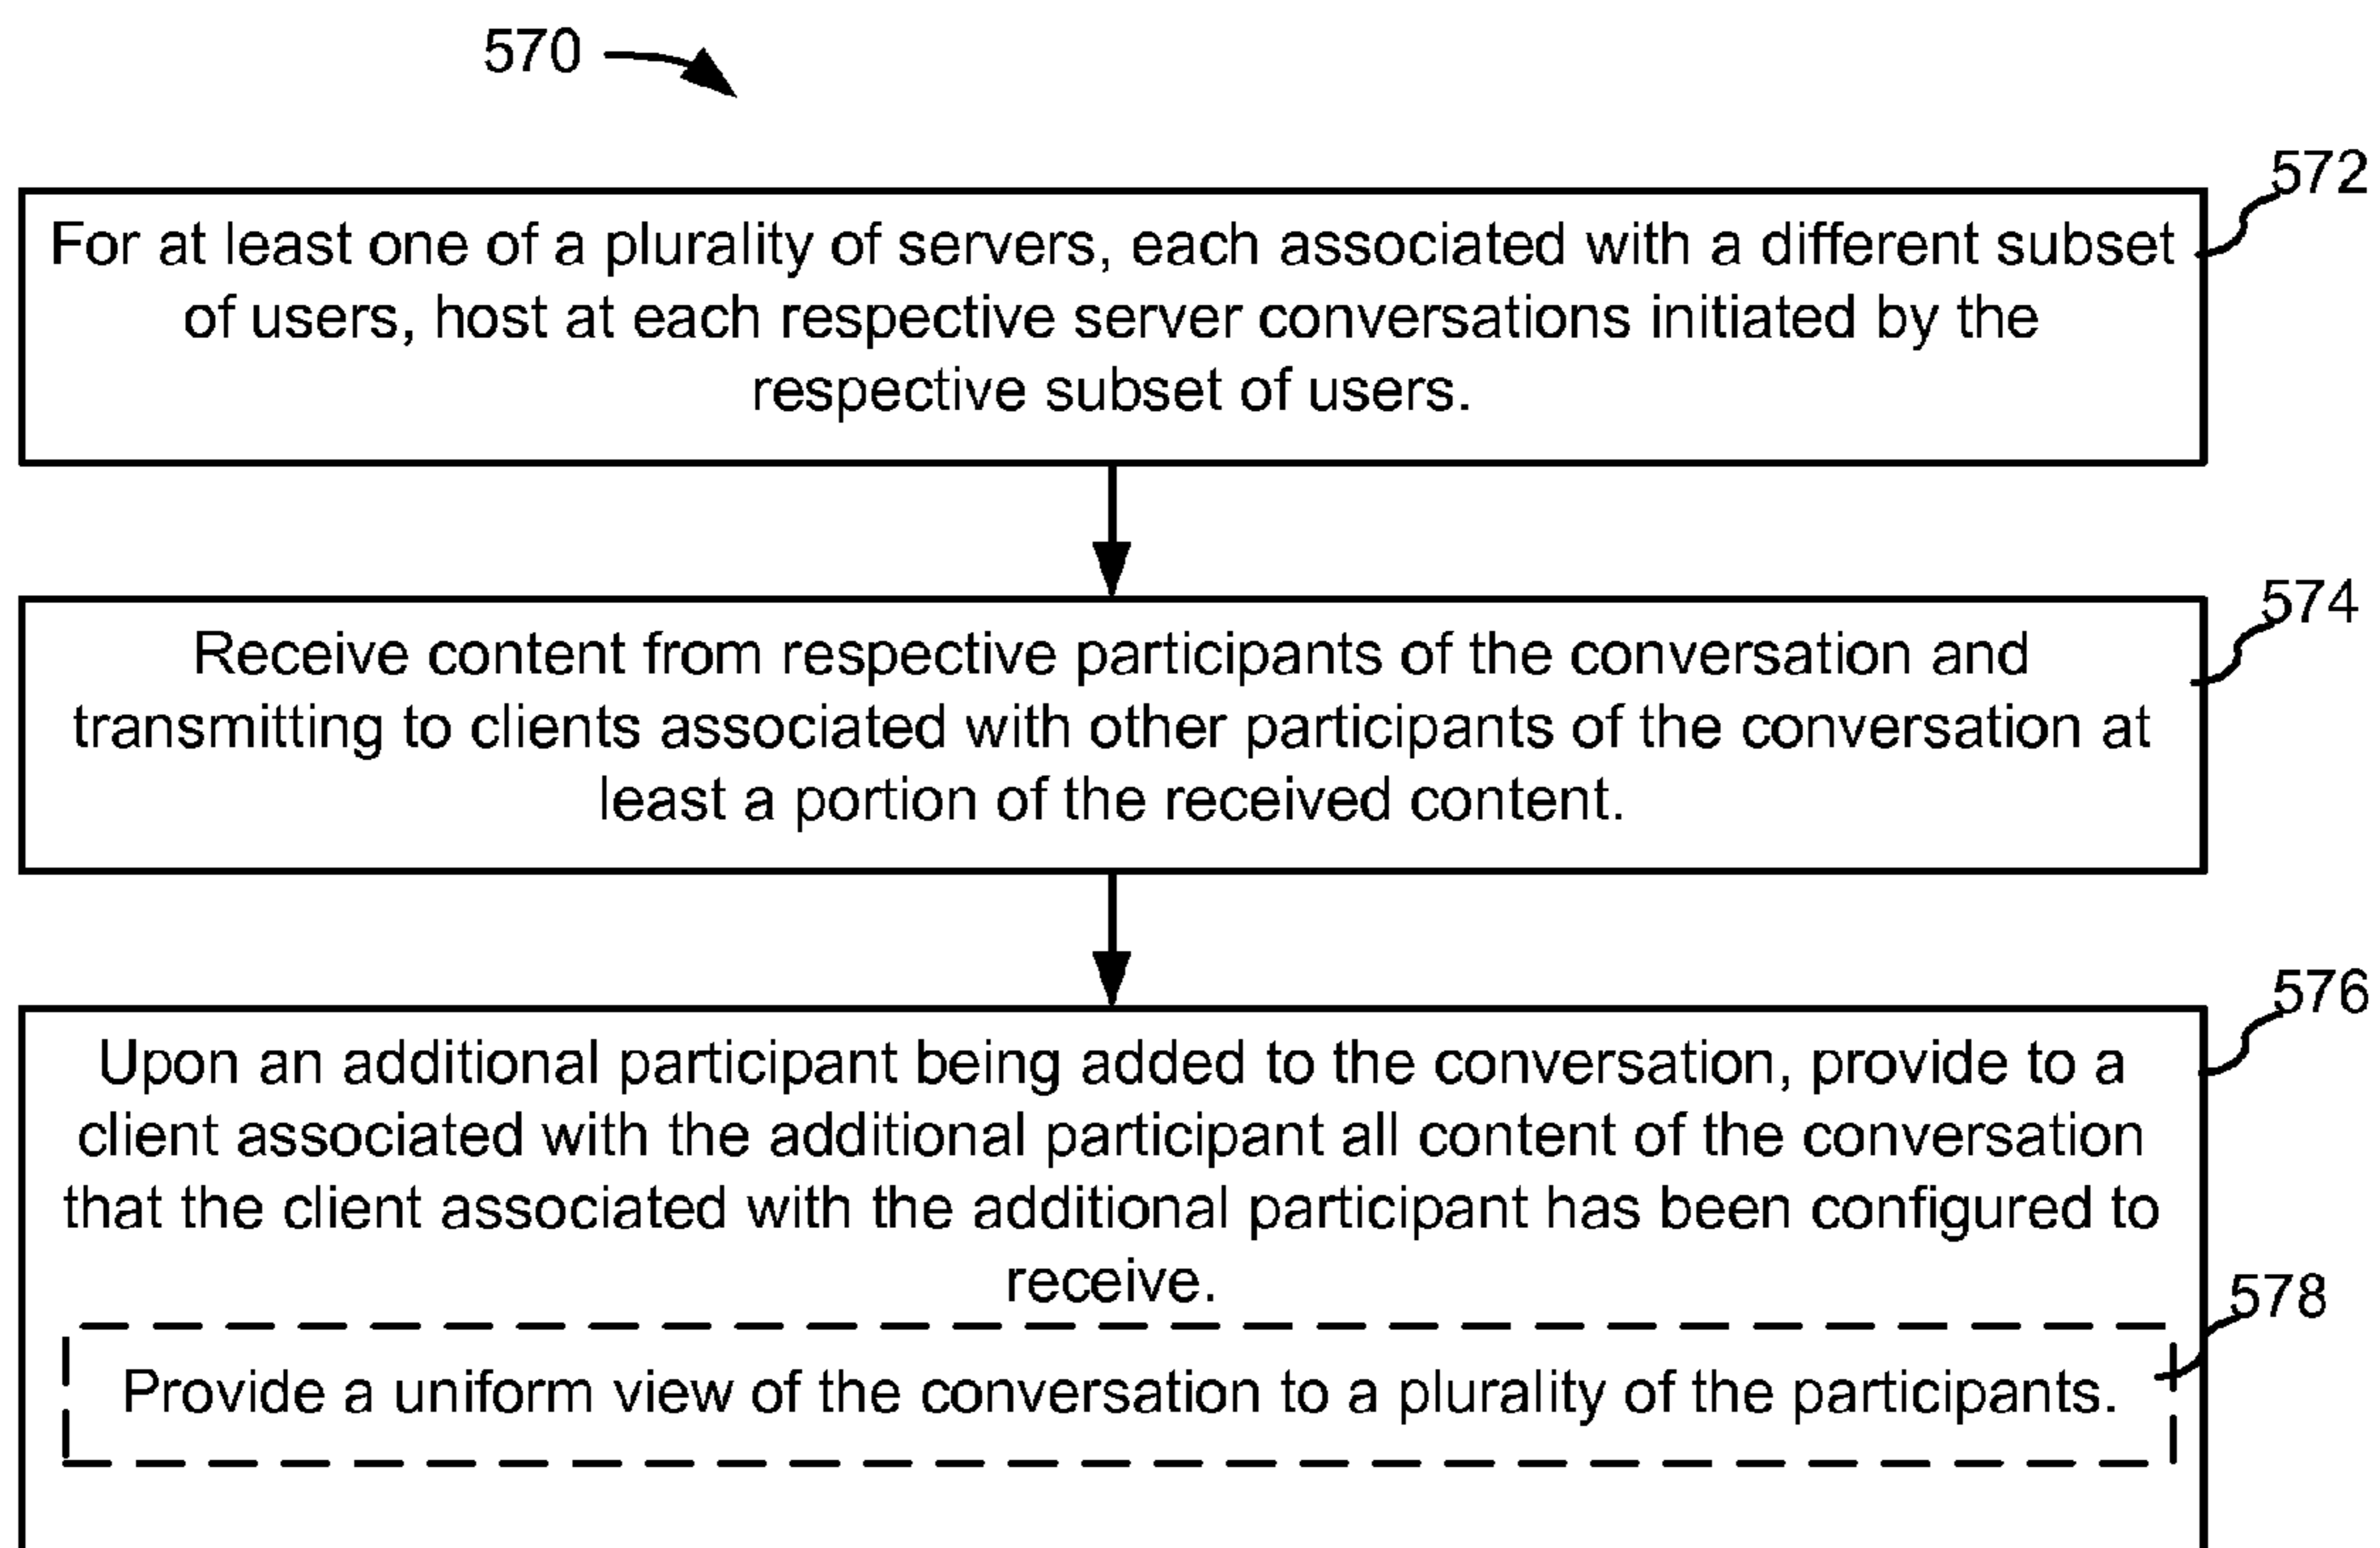 570
572
For at least one of a plurality of servers, each associated with a different subset
of users, host at each respective server conversations initiated by the
respective subset of users.
574
Receive content from respective participants of the conversation and
transmitting to clients associated with other participants of the conversation at
least a portion of the received content.
576
Upon an additional participant being added to the conversation, provide to a
client associated with the additional participant all content of the conversation
that the client associated with the additional participant has been configured to
receive.
578
Provide a uniform view of the conversation to a plurality of the participants.